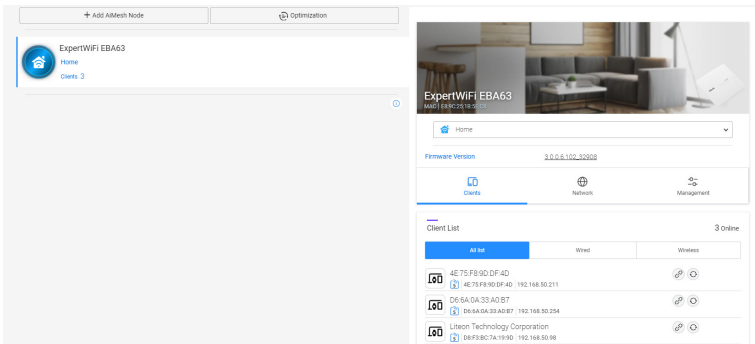 + Add AiMesh Node
Optimization
ExpertWiFi EBA63
Home
Clients 3
ExpertWiFi EBA63
Home
Firmware Version 3.0.0.6.102_32908
Clients Network Management
Client List 3 Online
All list Wired Wireless
4E:75:F8:9D:DF:4D
4E:75:F8:9D:DF:4D 192.168.50.211
D6:6A:0A:33:A0:B7
D6:6A:0A:33:A0:B7 192.168.50.254
Liteon Technology Corporation
D8:F3:BC:7A:19:9D 192.168.50.98